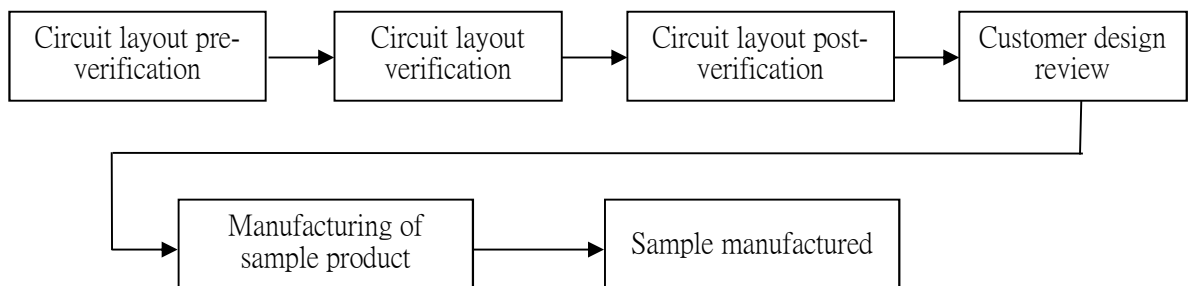 Circuit layout pre-
verification
Circuit layout
verification
Circuit layout post-
verification
Customer design
review
Manufacturing of
sample product
Sample manufactured